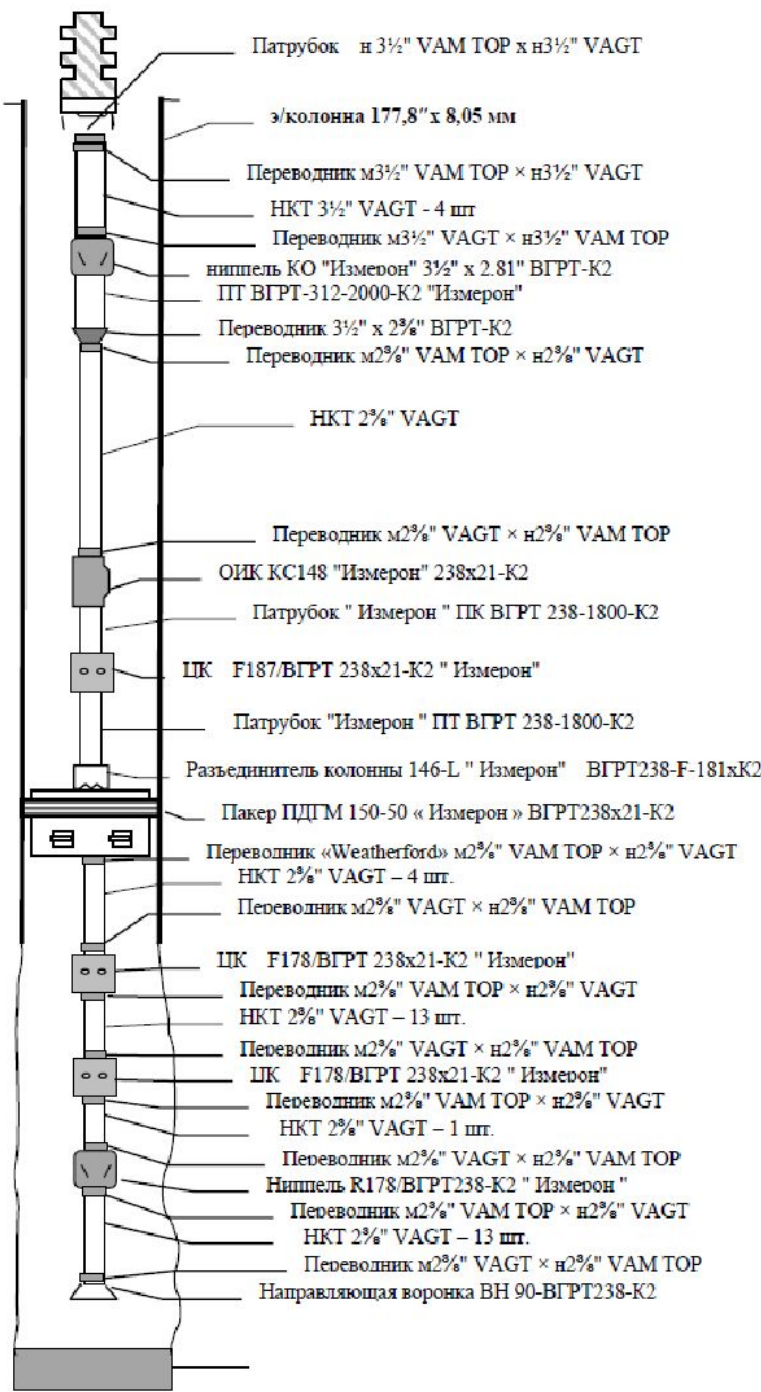 Патрубок н 3½" VAM TOP x н3½" VAGT
э/колонна 177,8"x 8,05 мм
Переводник м3½" VAM TOP × н3½" VAGT
НКТ 3½" VAGT - 4 шт
Переводник м3½" VAGT × н3½" VAM TOP
ниппель КО "Измерон" 3½" x 2.81" ВГРТ-К2
ПТ ВГРТ-312-2000-К2 "Измерон"
Переводник 3½" x 2⅜" ВГРТ-К2
Переводник м2⅜" VAM TOP × н2⅜" VAGT
НКТ 2⅜" VAGT
Переводник м2⅜" VAGT × н2⅜" VAM TOP
ОИК КС148 "Измерон" 238x21-К2
Патрубок " Измерон " ПК ВГРТ 238-1800-К2
ЦК F187/ВГРТ 238x21-К2 " Измерон"
Патрубок "Измерон " ПТ ВГРТ 238-1800-К2
Разъединитель колонны 146-L " Измерон" ВГРТ238-F-181xК2
Пакер ПДГМ 150-50 « Измерон » ВГРТ238x21-К2
Переводник «Weatherford» м2⅜" VAM TOP × н2⅜" VAGT
НКТ 2⅜" VAGT – 4 шт.
Переводник м2⅜" VAGT × н2⅜" VAM TOP
ЦК F178/ВГРТ 238x21-К2 " Измерон"
Переводник м2⅜" VAM TOP × н2⅜" VAGT
НКТ 2⅜" VAGT – 13 шт.
Переводник м2⅜" VAGT × н2⅜" VAM TOP
ЦК F178/ВГРТ 238x21-К2 " Измерон"
Переводник м2⅜" VAM TOP × н2⅜" VAGT
НКТ 2⅜" VAGT – 1 шт.
Переводник м2⅜" VAGT × н2⅜" VAM TOP
Ниппель R178/ВГРТ238-К2 " Измерон "
Переводник м2⅜" VAM TOP × н2⅜" VAGT
НКТ 2⅜" VAGT – 13 шт.
Переводник м2⅜" VAGT × н2⅜" VAM TOP
Направляющая воронка ВН 90-ВГРТ238-К2